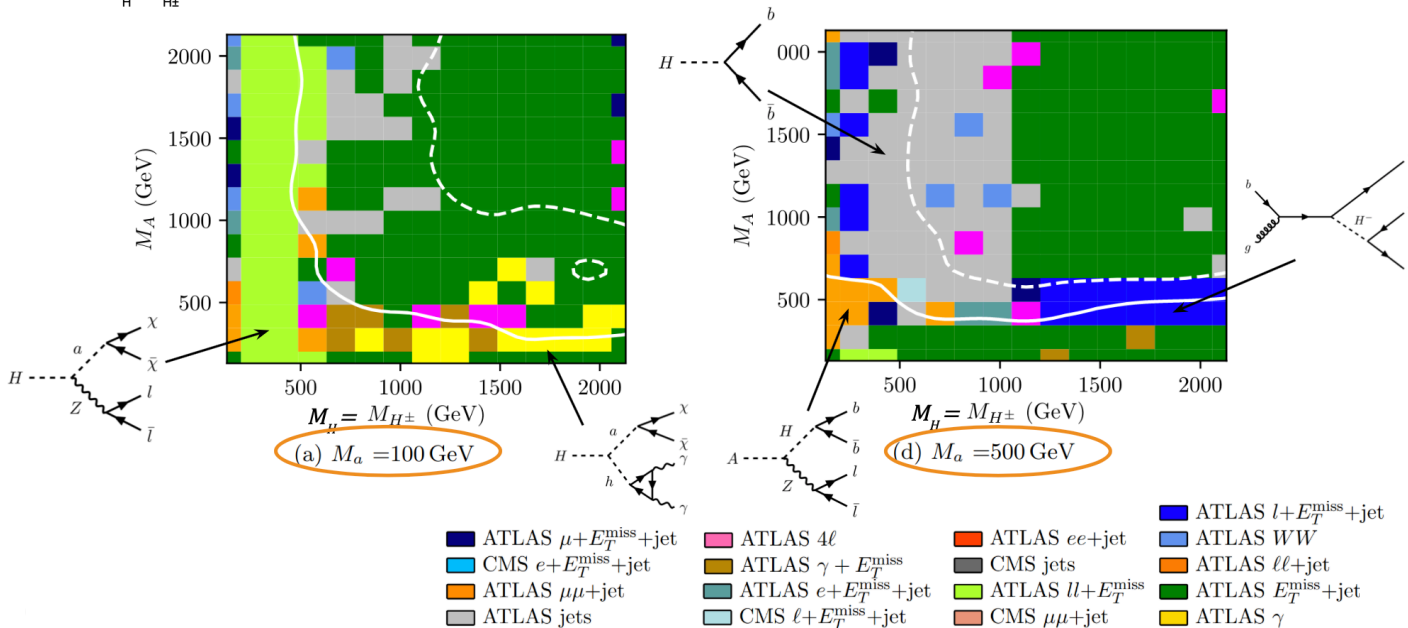 H H±
2000
1500
1000
500
M_A (GeV)
500 1000 1500 2000
M_H = M_{H±} (GeV)
(a) M_a =100 GeV
H
a
χ
χ̄
Z
l
l̄
H
a
χ
χ̄
h
γ
γ
H
b
b̄
000
1500
1000
500
M_A (GeV)
500 1000 1500 2000
M_H = M_{H±} (GeV)
(d) M_a =500 GeV
A
H
b
b̄
Z
l
l̄
b
g
H⁻
ATLAS μ+E_T^miss+jet
CMS e+E_T^miss+jet
ATLAS μμ+jet
ATLAS jets
ATLAS 4ℓ
ATLAS γ + E_T^miss
ATLAS e+E_T^miss+jet
CMS ℓ+E_T^miss+jet
ATLAS ee+jet
CMS jets
ATLAS ll+E_T^miss
CMS μμ+jet
ATLAS l+E_T^miss+jet
ATLAS WW
ATLAS ℓℓ+jet
ATLAS E_T^miss+jet
ATLAS γ